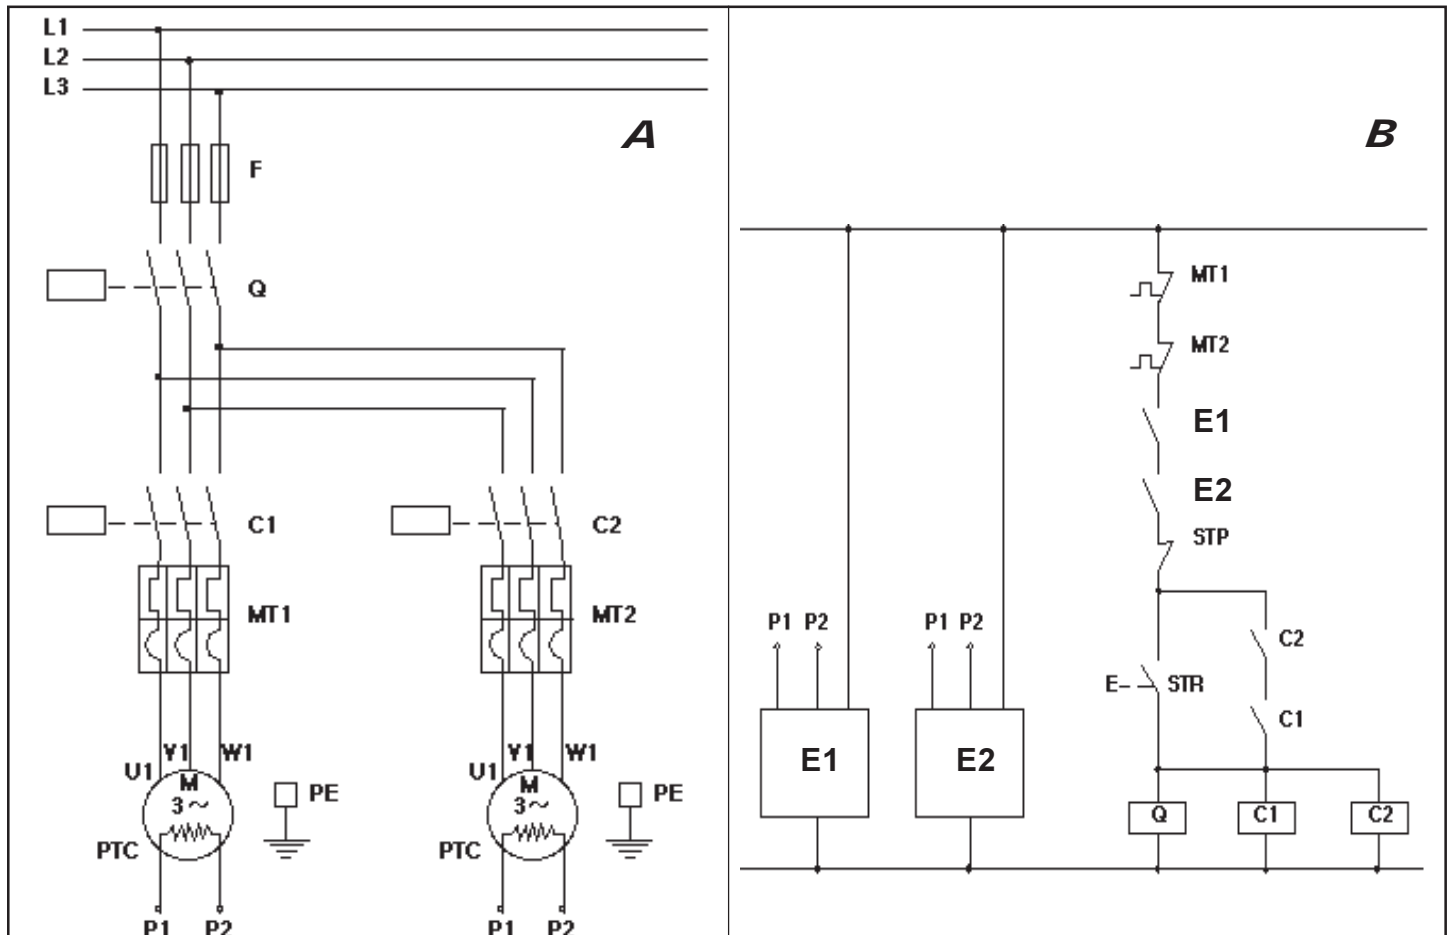 L1
L2
L3
A
F
Q
C1
C2
MT1
MT2
U1 V1 W1
M
3~
PTC
PE
P1 P2
U1 V1 W1
M
3~
PTC
PE
P1 P2
B
MT1
MT2
E1
E2
STP
P1 P2
P1 P2
C2
E STR
C1
E1
E2
Q
C1
C2